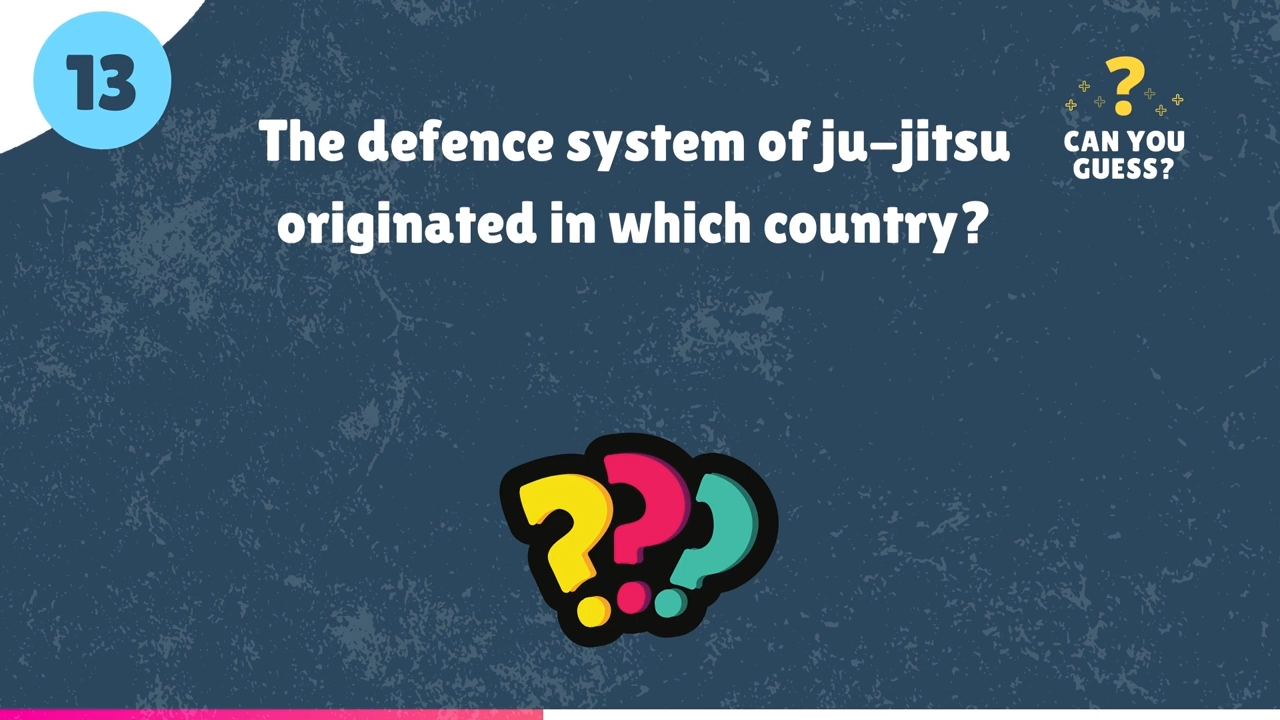 13
The defence system of ju-jitsu
originated in which country?
?
CAN YOU
GUESS?
???